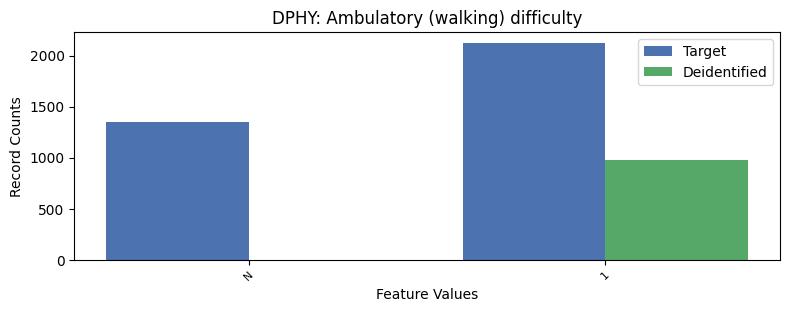 DPHY: Ambulatory (walking) difficulty
Target
Deidentified
2000
1500
1000
500
0
Record Counts
N
1
Feature Values